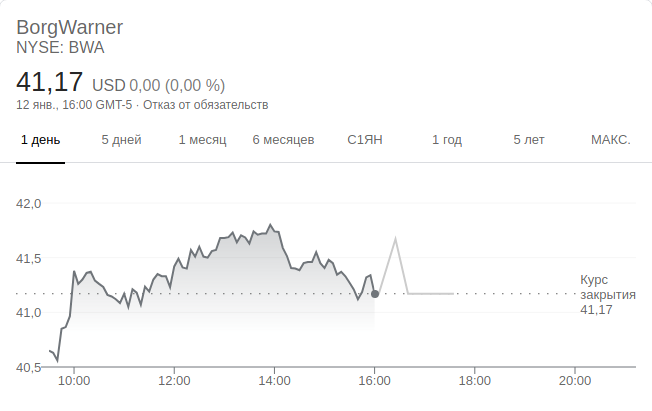 BorgWarner
NYSE: BWA
41,17 USD 0,00 (0,00 %)
12 янв., 16:00 GMT-5 · Отказ от обязательств
1 день 5 дней 1 месяц 6 месяцев С1ЯН 1 год 5 лет МАКС.
42,0
41,5
Курс
закрытия
41,17
41,0
40,5
10:00 12:00 14:00 16:00 18:00 20:00